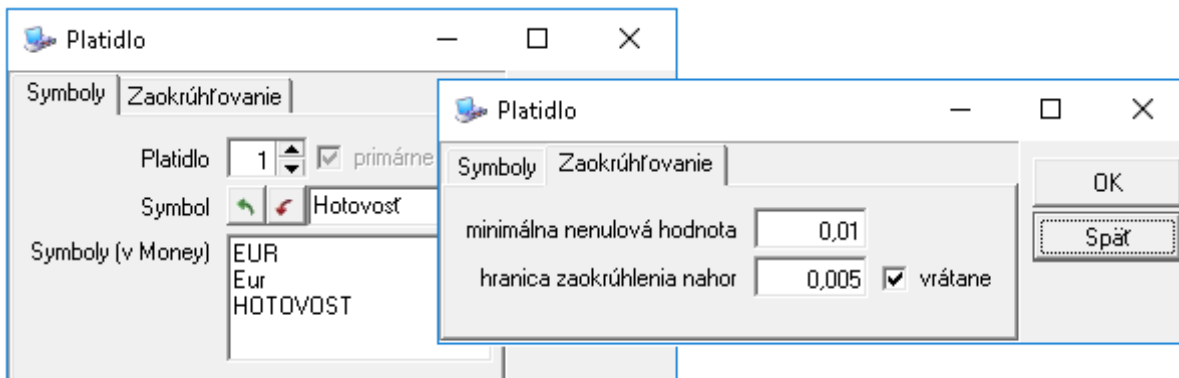 Platidlo
Symboly Zaokrúhľovanie
Platidlo 1 primárne
Symbol Hotovosť
Symboly (v Money) EUR
Eur
HOTOVOST
Platidlo
Symboly Zaokrúhľovanie
minimálna nenulová hodnota 0,01
hranica zaokrúhlenia nahor 0,005 vrátane
OK
Späť